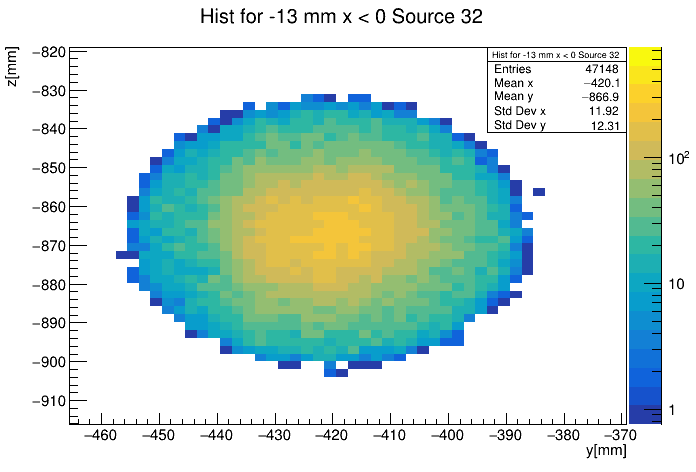 Hist for -13 mm x < 0 Source 32
z[mm]
Hist for -13 mm x < 0 Source 32
Entries 47148
Mean x −420.1
Mean y −866.9
Std Dev x 11.92
Std Dev y 12.31
−820
−830
−840
−850
−860
−870
−880
−890
−900
−910
10²
10
1
−460 −450 −440 −430 −420 −410 −400 −390 −380 −370
y[mm]